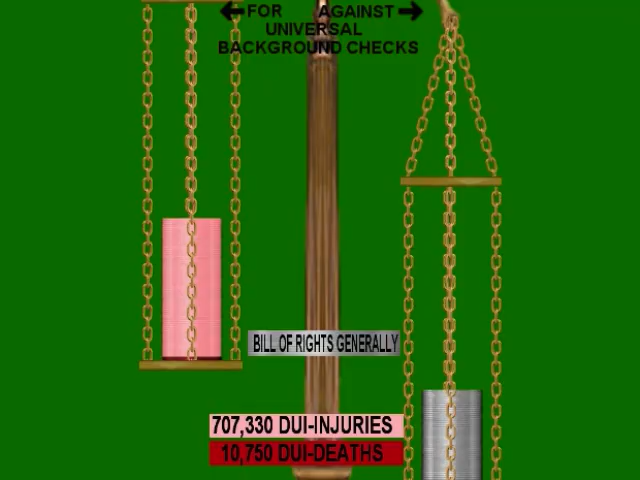 FOR AGAINST
UNIVERSAL
BACKGROUND CHECKS
BILL OF RIGHTS GENERALLY
707,330 DUI-INJURIES
10,750 DUI-DEATHS